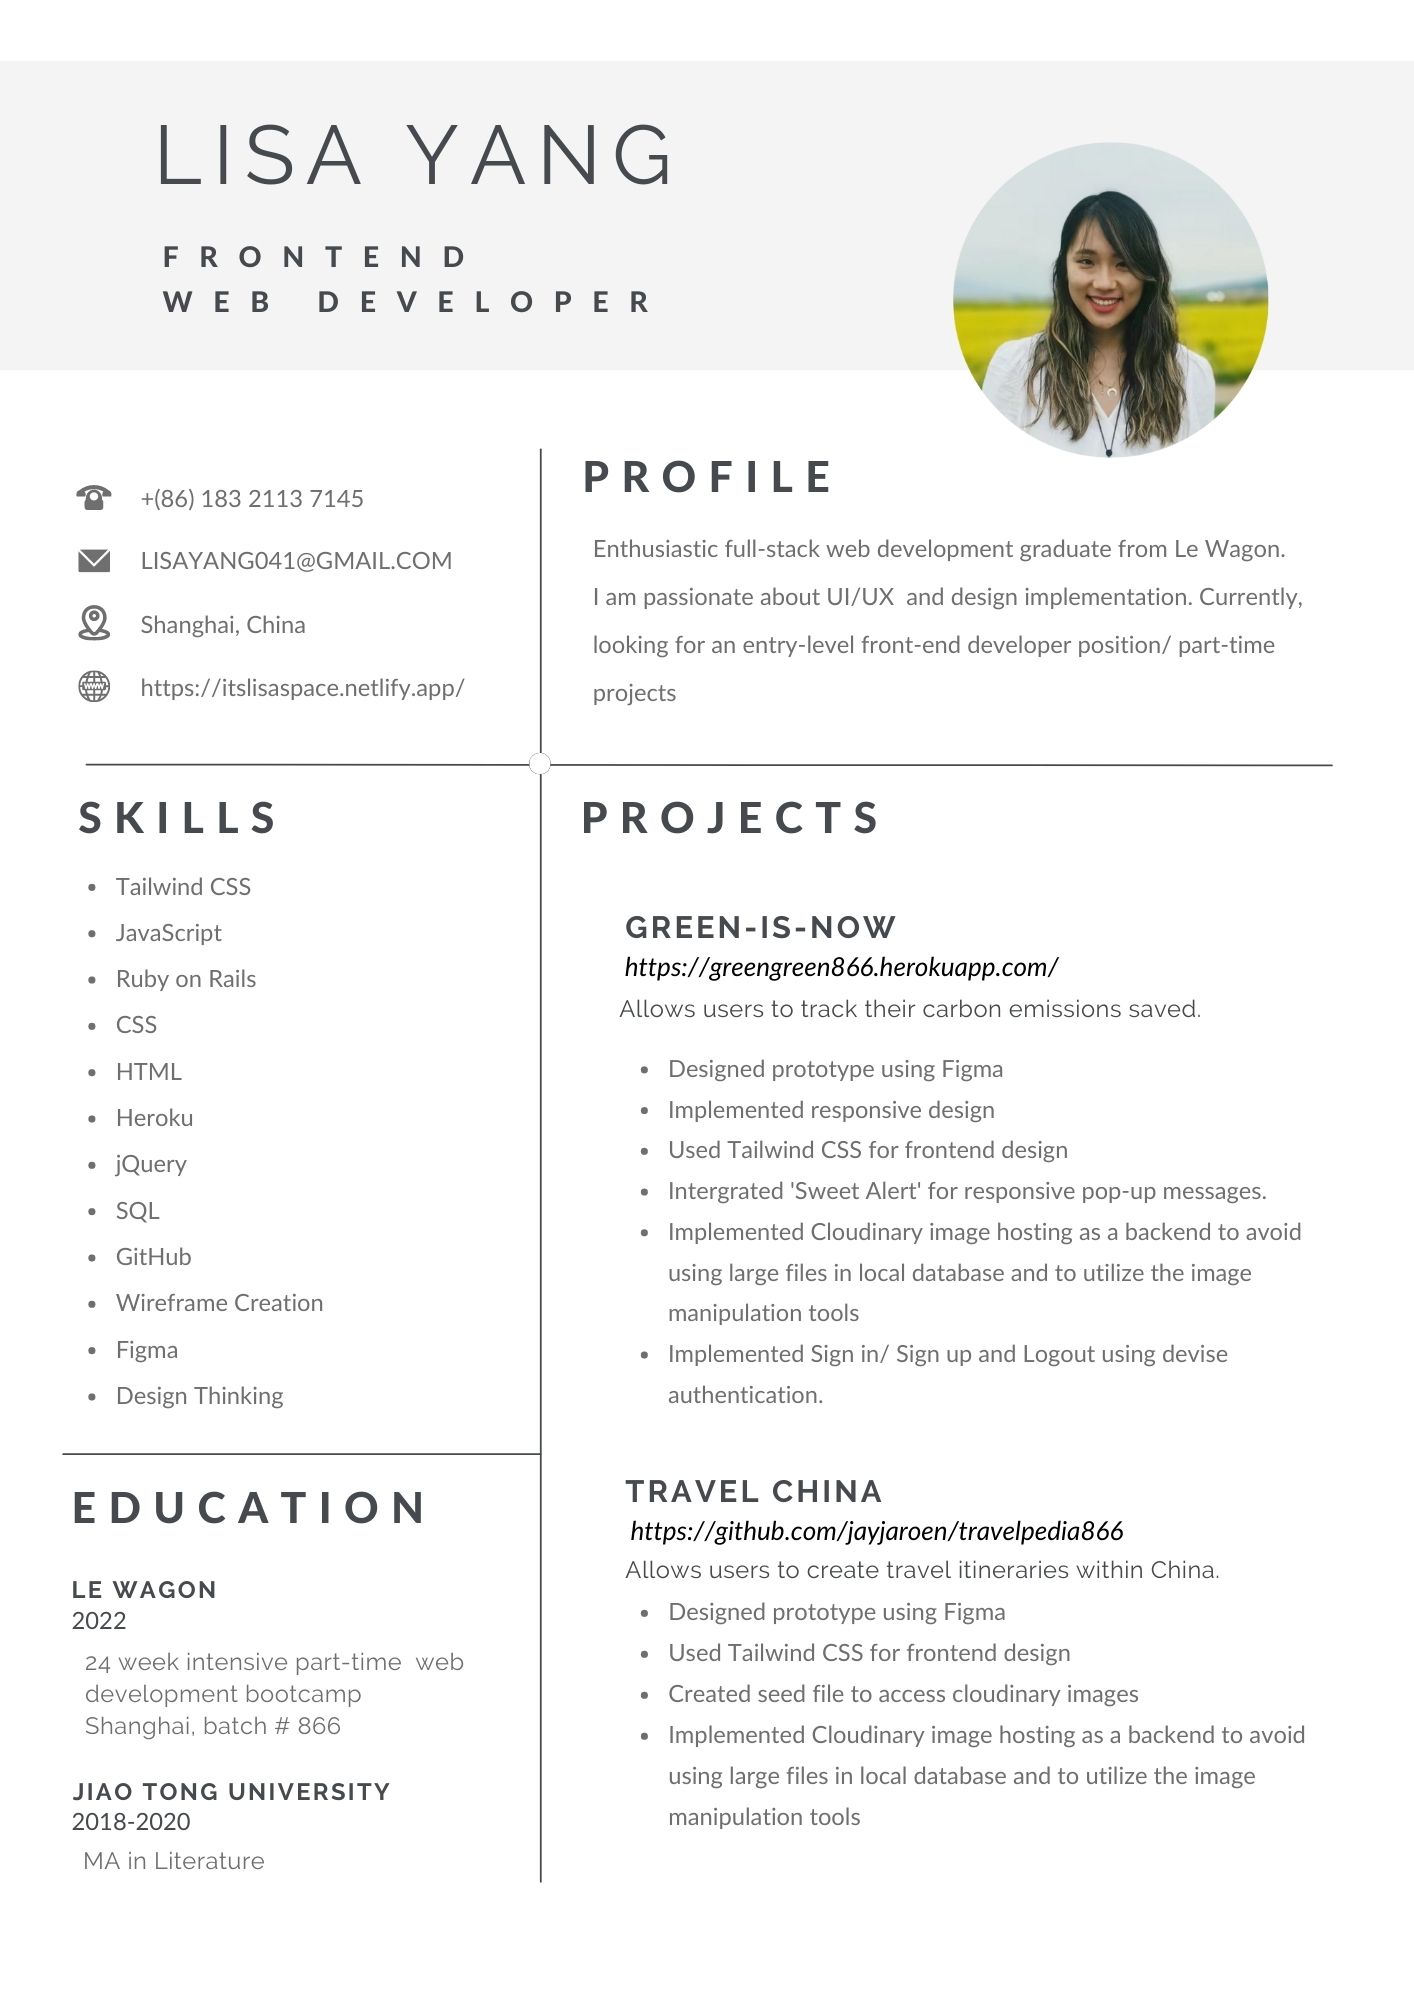 LISA YANG
FRONTEND
WEB DEVELOPER
+(86) 183 2113 7145
LISAYANG041@GMAIL.COM
Shanghai, China
https://itslisaspace.netlify.app/
PROFILE
Enthusiastic full-stack web development graduate from Le Wagon.
I am passionate about UI/UX  and design implementation. Currently,
looking for an entry-level front-end developer position/ part-time
projects
SKILLS
• Tailwind CSS
• JavaScript
• Ruby on Rails
• CSS
• HTML
• Heroku
• jQuery
• SQL
• GitHub
• Wireframe Creation
• Figma
• Design Thinking
EDUCATION
LE WAGON
2022
24 week intensive part-time  web
development bootcamp
Shanghai, batch # 866
JIAO TONG UNIVERSITY
2018-2020
MA in Literature
PROJECTS
GREEN-IS-NOW
https://greengreen866.herokuapp.com/
Allows users to track their carbon emissions saved.
• Designed prototype using Figma
• Implemented responsive design
• Used Tailwind CSS for frontend design
• Intergrated 'Sweet Alert' for responsive pop-up messages.
• Implemented Cloudinary image hosting as a backend to avoid
using large files in local database and to utilize the image
manipulation tools
• Implemented Sign in/ Sign up and Logout using devise
authentication.
TRAVEL CHINA
https://github.com/jayjaroen/travelpedia866
Allows users to create travel itineraries within China.
• Designed prototype using Figma
• Used Tailwind CSS for frontend design
• Created seed file to access cloudinary images
• Implemented Cloudinary image hosting as a backend to avoid
using large files in local database and to utilize the image
manipulation tools